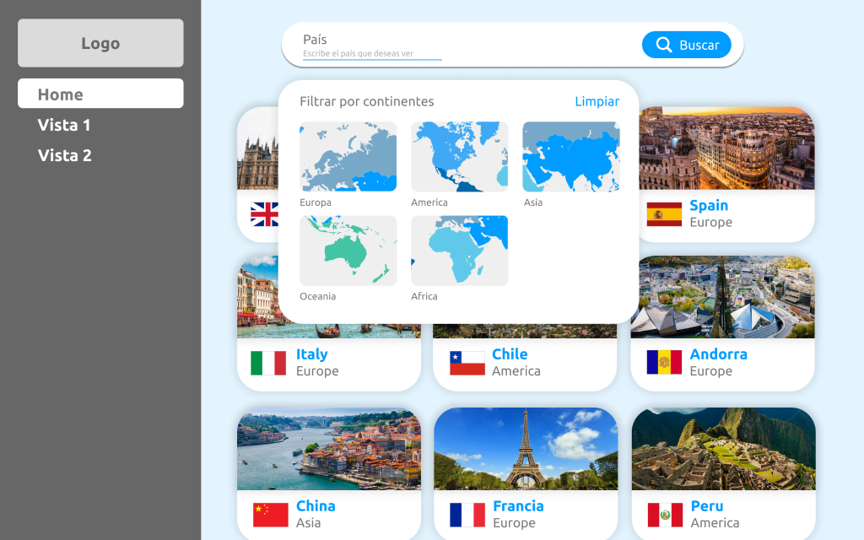 Logo
Home
Vista 1
Vista 2
País
Escribe el país que deseas ver
Buscar
Filtrar por continentes
Limpiar
Europa
America
Asia
Oceania
Africa
Spain
Europe
Italy
Europe
Chile
America
Andorra
Europe
China
Asia
Francia
Europe
Peru
America